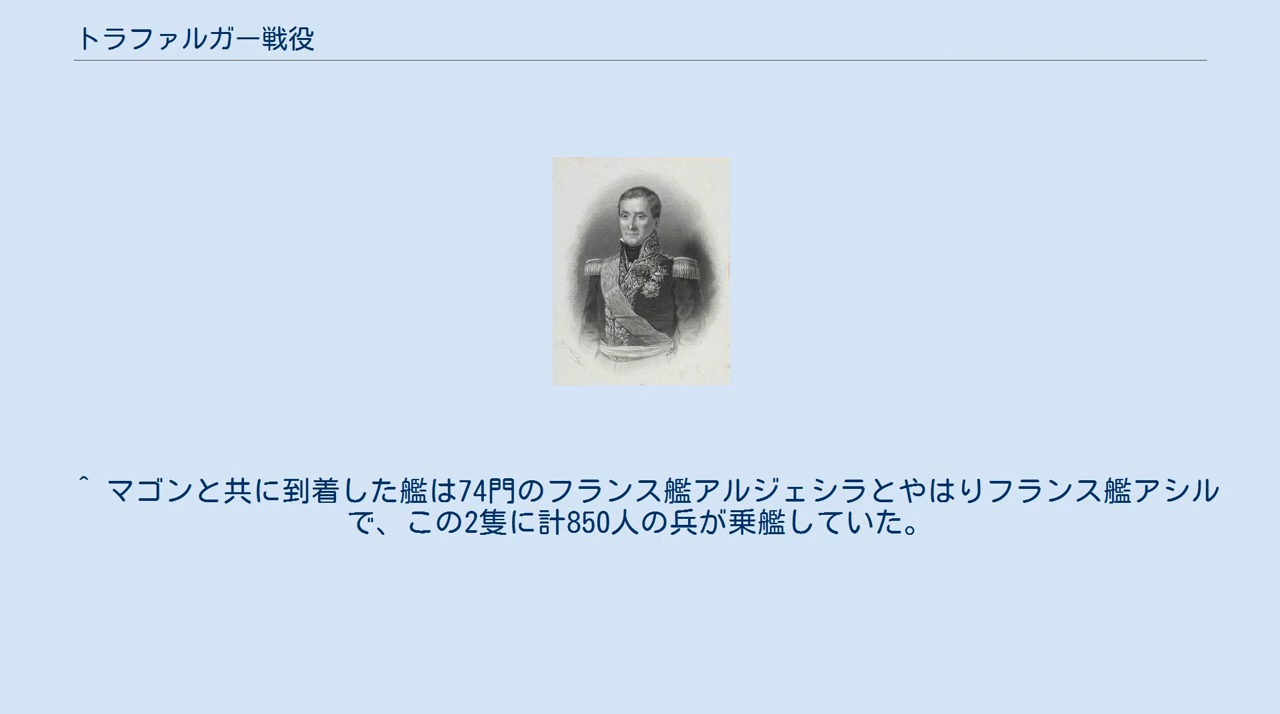 トラファルガー戦役
^ マゴンと共に到着した艦は74門のフランス艦アルジェシラとやはりフランス艦アシル
で、この2隻に計850人の兵が乗艦していた。